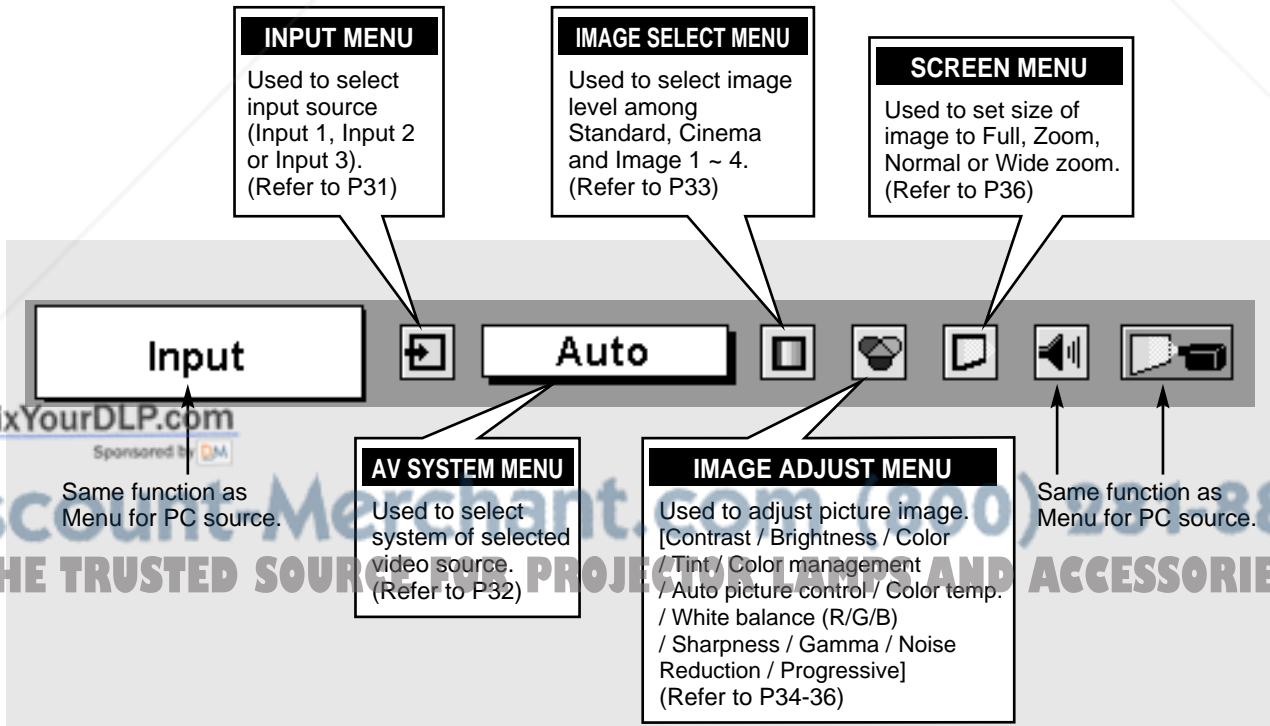 INPUT MENU
Used to select
input source
(Input 1, Input 2
or Input 3).
(Refer to P31)
IMAGE SELECT MENU
Used to select image
level among
Standard, Cinema
and Image 1 ~ 4.
(Refer to P33)
SCREEN MENU
Used to set size of
image to Full, Zoom,
Normal or Wide zoom.
(Refer to P36)
Input
Auto
ixYourDLP.com
Sponsored by DM
Same function as
Menu for PC source.
AV SYSTEM MENU
Used to select
system of selected
video source.
(Refer to P32)
IMAGE ADJUST MENU
Used to adjust picture image.
[Contrast / Brightness / Color
/ Tint / Color management
/ Auto picture control / Color temp.
/ White balance (R/G/B)
/ Sharpness / Gamma / Noise
Reduction / Progressive]
(Refer to P34-36)
Same function as
Menu for PC source.
scount-Merchant.com (800) 281-88
HE TRUSTED SOURCE FOR PROJECTOR LAMPS AND ACCESSORIE